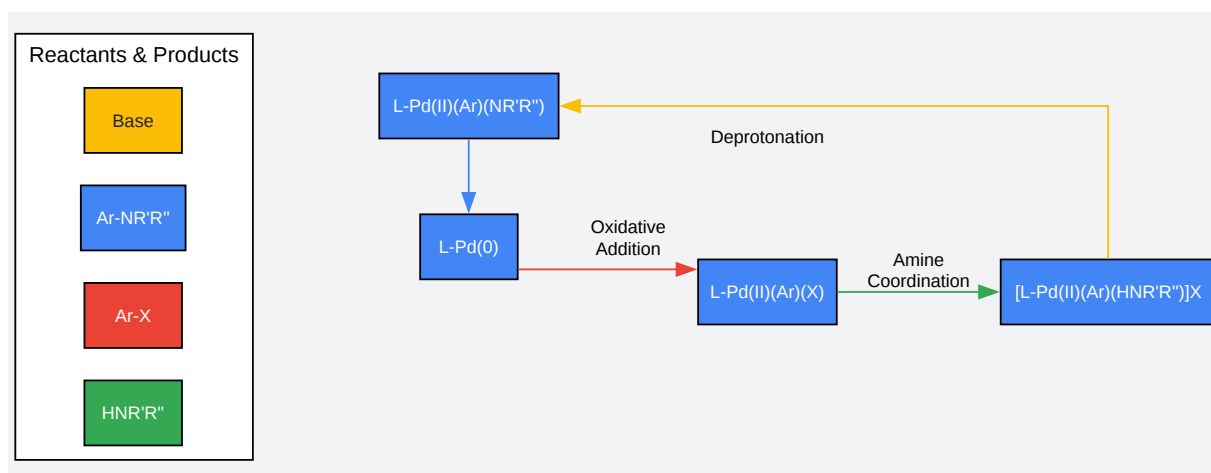 Reactants & Products
Base
Ar-NR'R"
Ar-X
HNR'R"
L-Pd(II)(Ar)(NR'R")
Deprotonation
L-Pd(0)
Oxidative
Addition
L-Pd(II)(Ar)(X)
Amine
Coordination
[L-Pd(II)(Ar)(HNR'R")]X